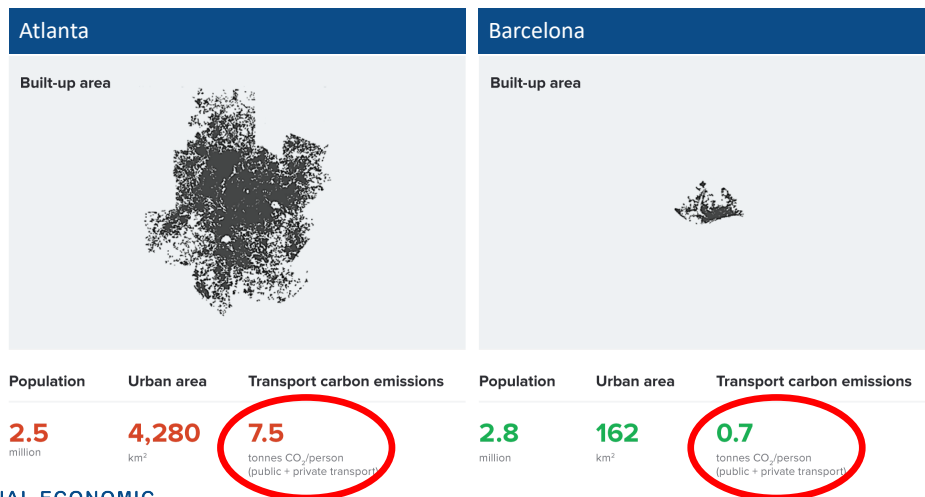 Atlanta
Built-up area
Population Urban area Transport carbon emissions
2.5 4,280 7.5
million km² tonnes CO₂/person
(public + private transport)
Barcelona
Built-up area
Population Urban area Transport carbon emissions
2.8 162 0.7
million km² tonnes CO₂/person
(public + private transport)
ECONOMIC